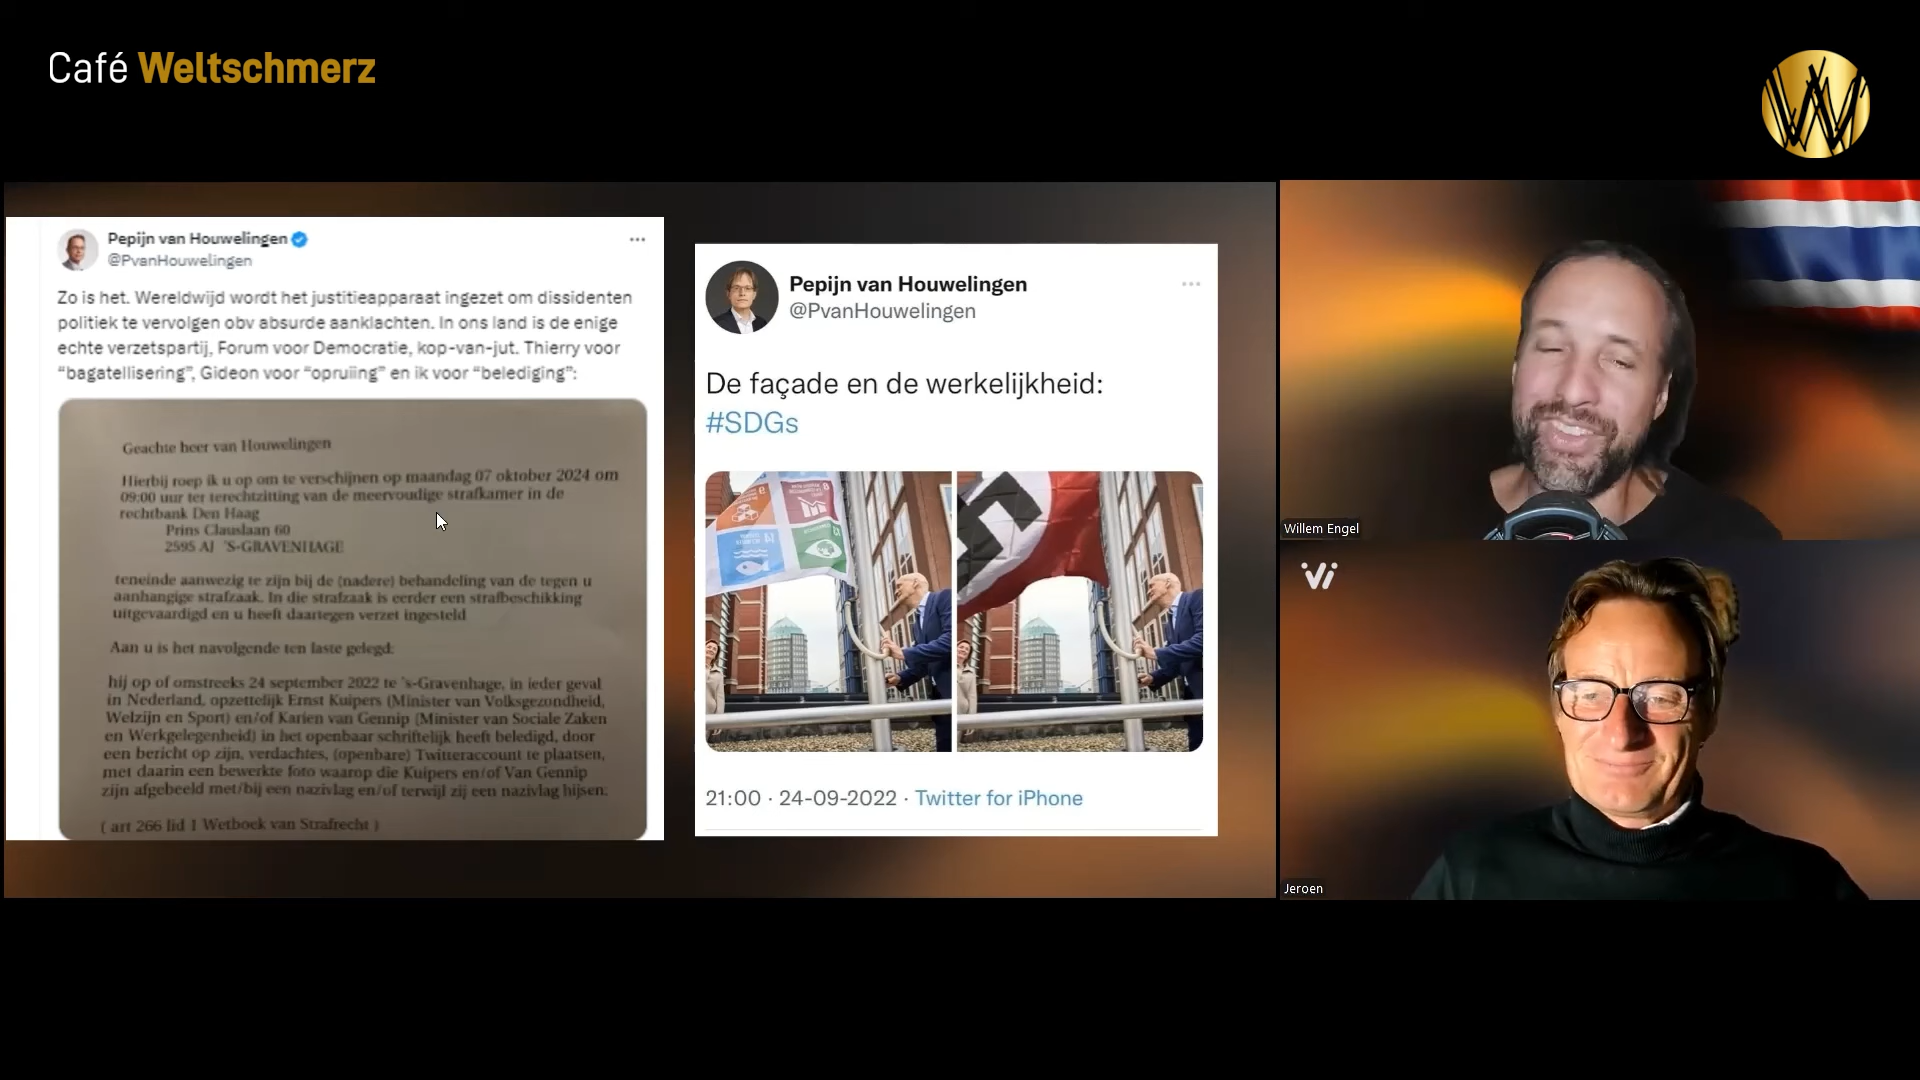 Café Weltschmerz
Pepijn van Houwelingen
@PvanHouwelingen
Zo is het. Wereldwijd wordt het justitieapparaat ingezet om dissidenten
politiek te vervolgen obv absurde aanklachten. In ons land is de enige
echte verzetspartij, Forum voor Democratie, kop-van-jut. Thierry voor
“bagatellisering”, Gideon voor “opruiing” en ik voor “belediging”:
Geachte heer van Houwelingen
Hierbij roep ik u op om te verschijnen op maandag 07 oktober 2024 om
09:00 uur ter terechtzitting van de meervoudige strafkamer in de
rechtbank Den Haag
Prins Clauslaan 60
2595 AJ 'S-GRAVENHAGE
teneinde aanwezig te zijn bij de (nadere) behandeling van de tegen u
aanhangige strafzaak. In die strafzaak is eerder een strafbeschikking
uitgevaardigd en u heeft daartegen verzet ingesteld
Aan u is het navolgende ten laste gelegd:
hij op of omstreeks 24 september 2022 te 's-Gravenhage, in ieder geval
in Nederland, opzettelijk Ernst Kuipers (Minister van Volksgezondheid,
Welzijn en Sport) en/of Karien van Gennip (Minister van Sociale Zaken
en Werkgelegenheid) in het openbaar schriftelijk heeft beledigd, door
een bericht op zijn, verdachtes, (openbare) Twitteraccount te plaatsen,
met daarin een bewerkte foto waarop die Kuipers en/of Van Gennip
zijn afgebeeld met/bij een nazivlag en/of terwijl zij een nazivlag hijsen.
( art 266 lid 1 Wetboek van Strafrecht )
Pepijn van Houwelingen
@PvanHouwelingen
De façade en de werkelijkheid:
#SDGs
21:00 · 24-09-2022 · Twitter for iPhone
Willem Engel
Jeroen